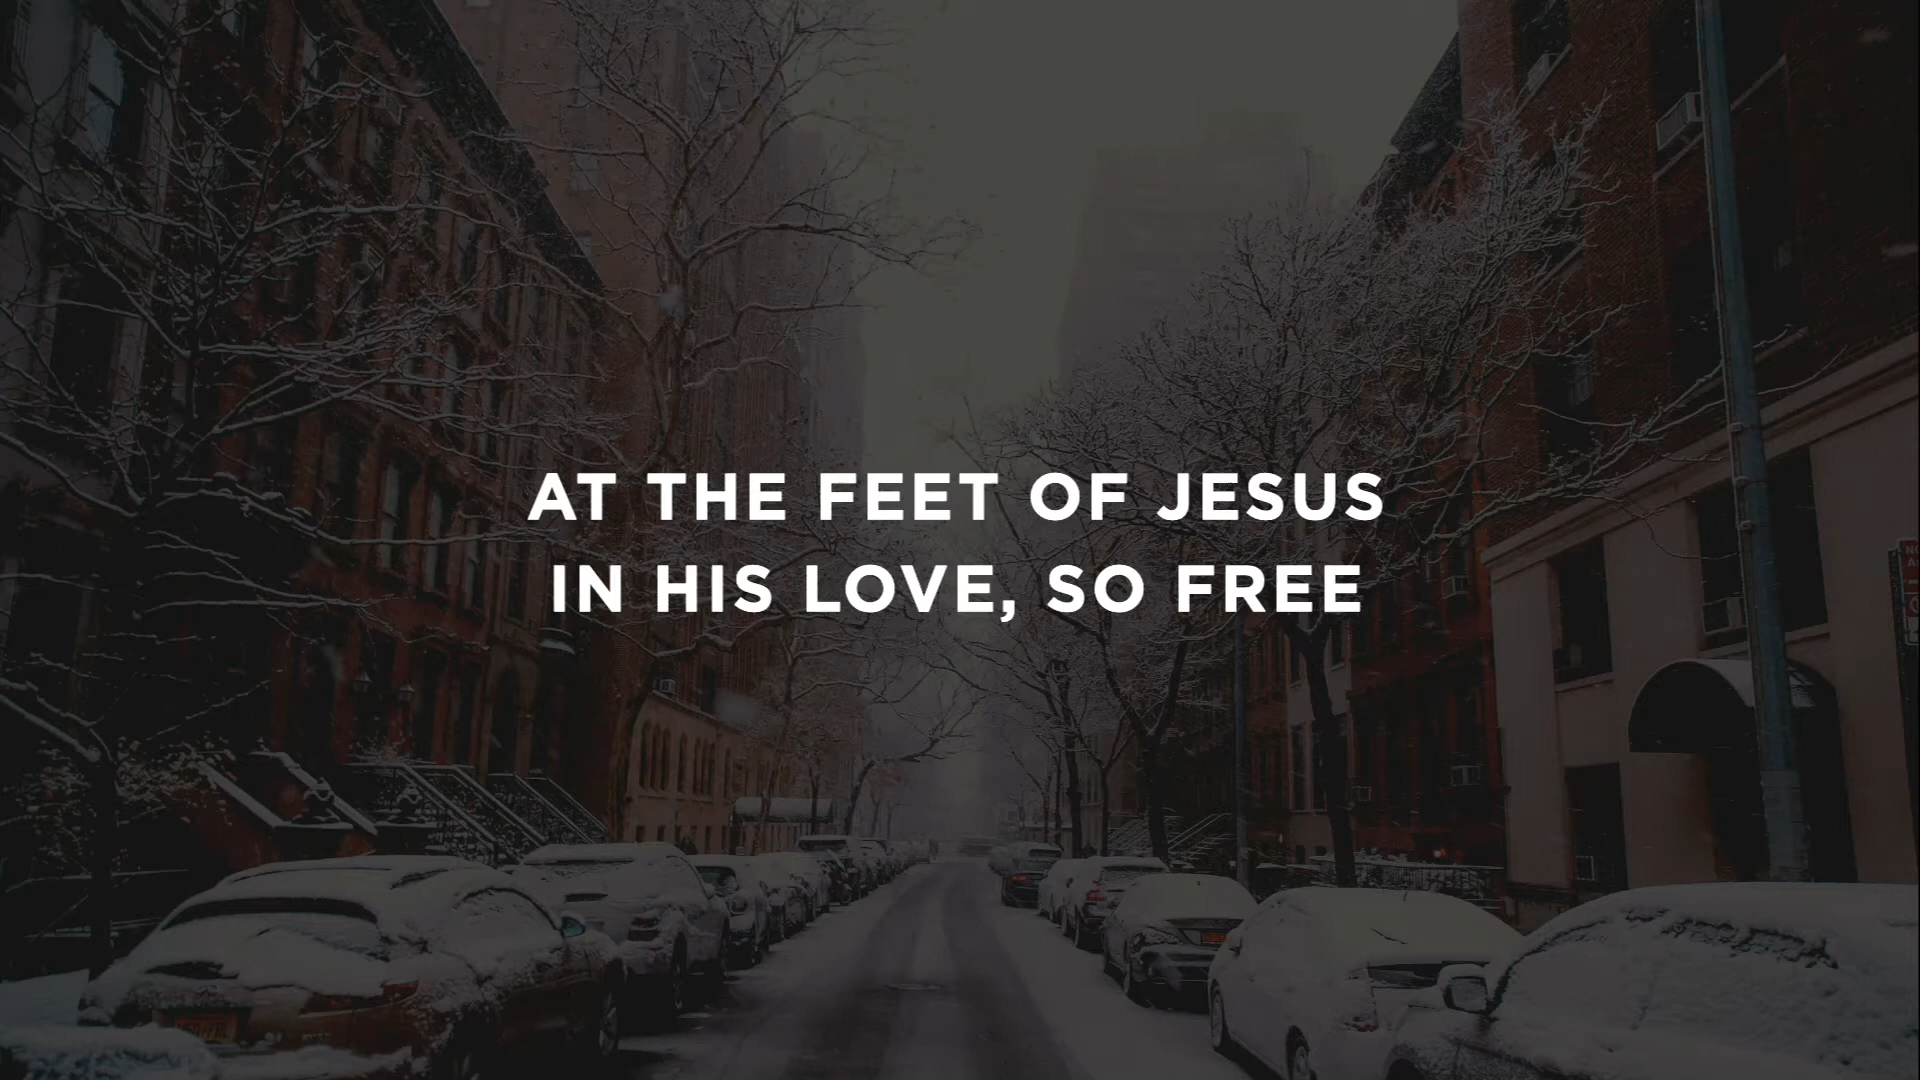 AT THE FEET OF JESUS
IN HIS LOVE, SO FREE